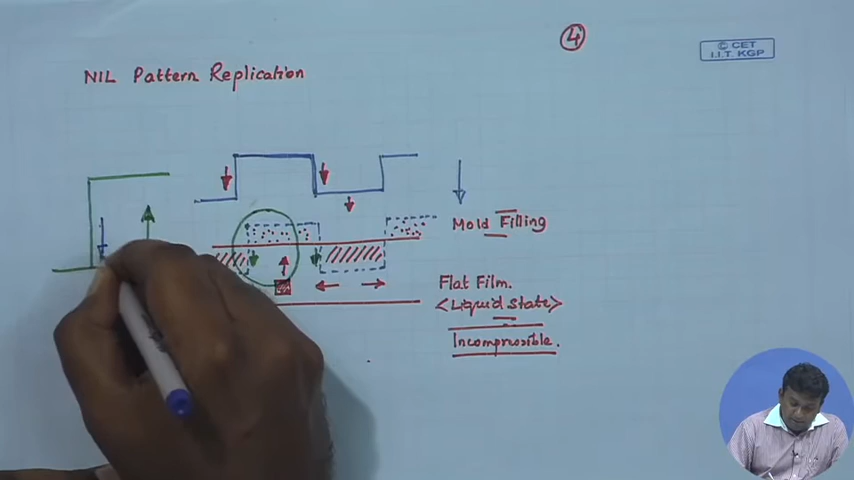 4
© CET
I.I.T. KGP
NIL Pattern Replication
Mold Filling
Flat Film.
<Liquid State>
Incompressible.